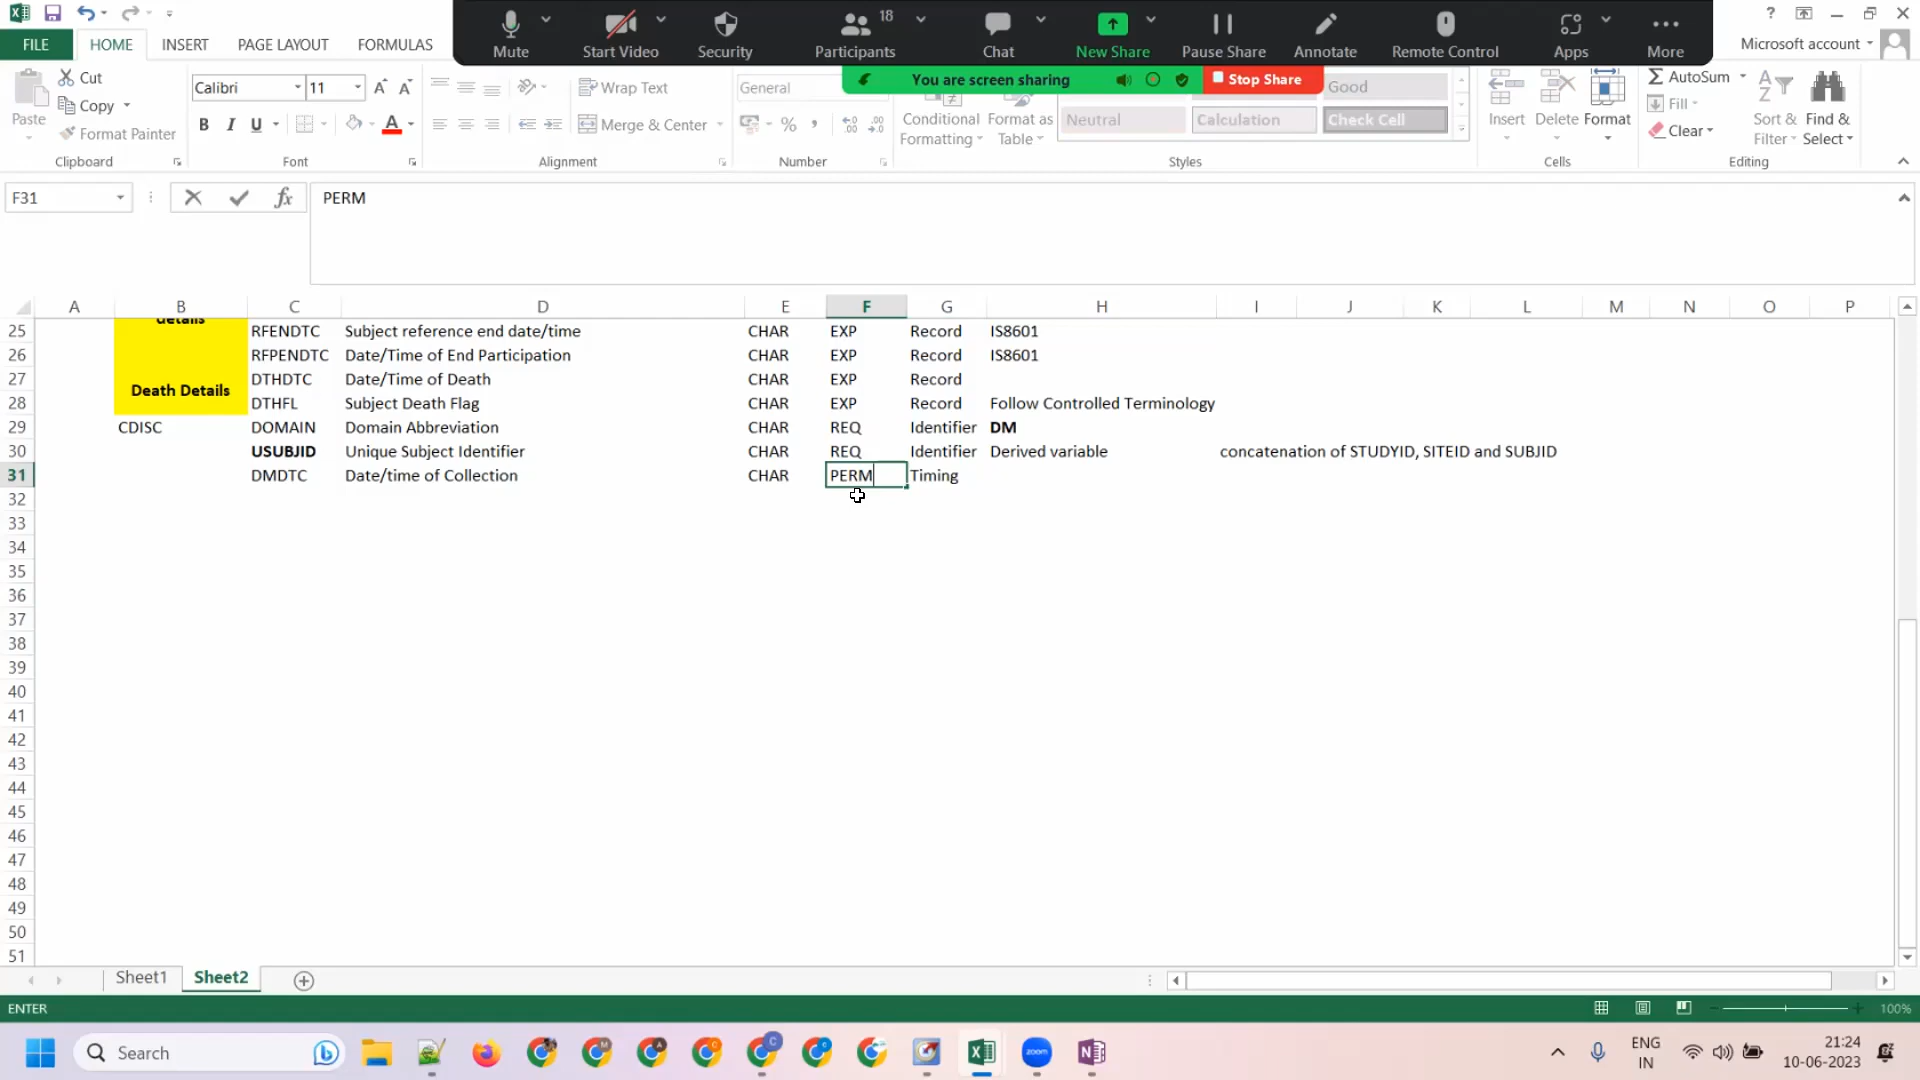 FILE HOME INSERT PAGE LAYOUT FORMULAS
Mute Start Video Security Participants 18 Chat New Share Pause Share Annotate Remote Control Apps More
You are screen sharing Stop Share
? Microsoft account
Paste Cut Copy Format Painter
Calibri 11
B I U
Wrap Text
Merge & Center
General
%
Conditional Formatting Format as Table
Good
Neutral Calculation Check Cell
Insert Delete Format
AutoSum Fill Clear
Sort & Filter Find & Select
Clipboard Font Alignment Number Styles Cells Editing
F31 fx PERM
A B C D E F G H I J K L M N O P
25 details RFENDTC Subject reference end date/time CHAR EXP Record IS8601
26 RFPENDTC Date/Time of End Participation CHAR EXP Record IS8601
27 DTHDTC Date/Time of Death CHAR EXP Record
Death Details
28 DTHFL Subject Death Flag CHAR EXP Record Follow Controlled Terminology
29 CDISC DOMAIN Domain Abbreviation CHAR REQ Identifier DM
30 USUBJID Unique Subject Identifier CHAR REQ Identifier Derived variable concatenation of STUDYID, SITEID and SUBJID
31 DMDTC Date/time of Collection CHAR PERM Timing
32
33
34
35
36
37
38
39
40
41
42
43
44
45
46
47
48
49
50
51
Sheet1 Sheet2
ENTER 100%
Search zoom ENG IN 21:24 10-06-2023